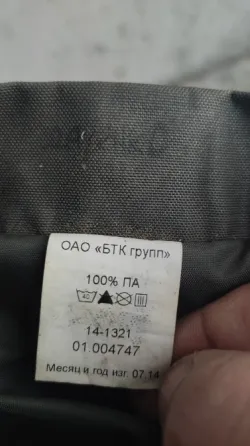 ОАО «БТК групп»
100% ПА
14-1321
01.004747
Месяц и год изг. 07.14